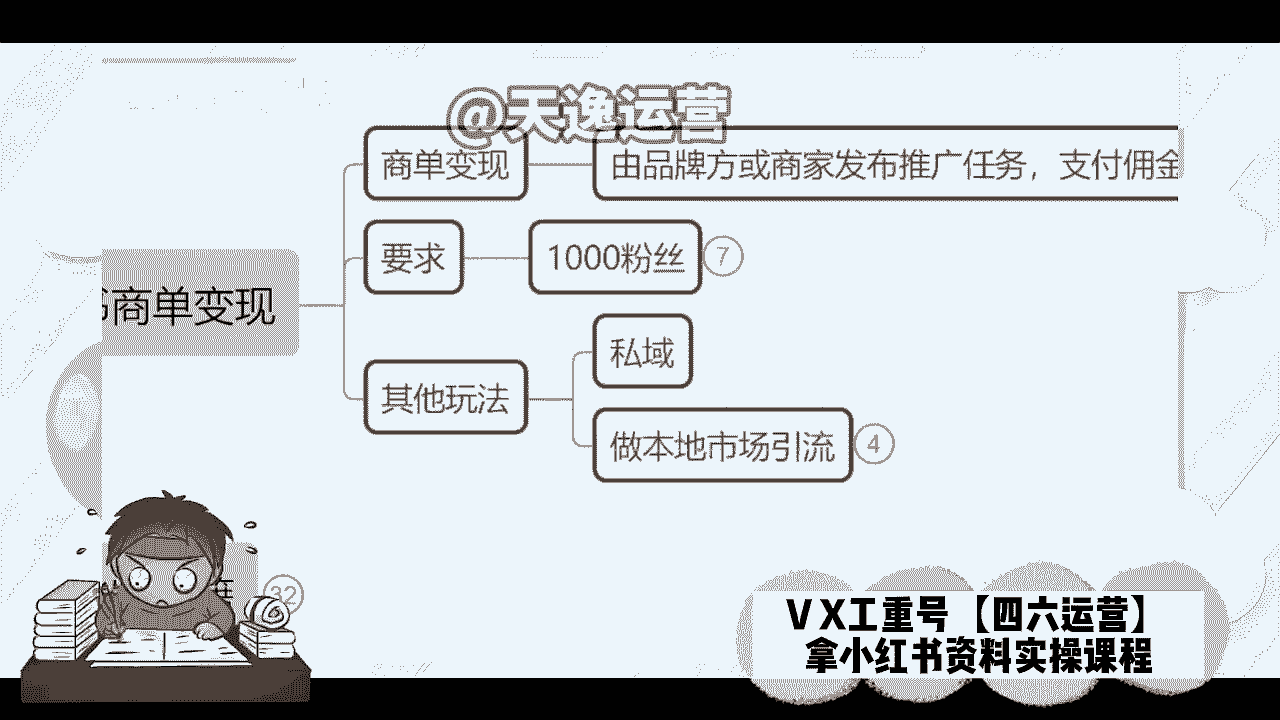 @天逸运营
商单变现
由品牌方或商家发布推广任务，支付佣金
要求
1000粉丝
7
商单变现
私域
其他玩法
做本地市场引流
4
32
VX工重号【四六运营】
拿小红书资料实操课程